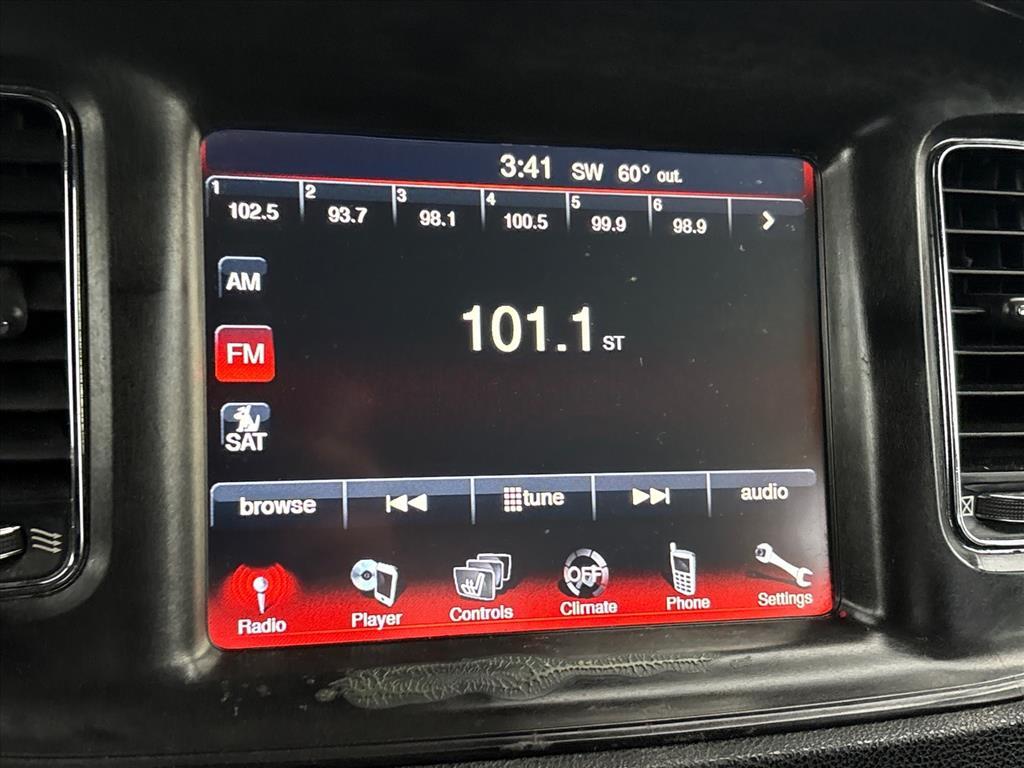 3:41 SW 60° out.
1 2 3 4 5 6
102.5 93.7 98.1 100.5 99.9 98.9
AM
101.1 ST
FM
SAT
browse tune audio
OFF
Radio Player Controls Climate Phone Settings